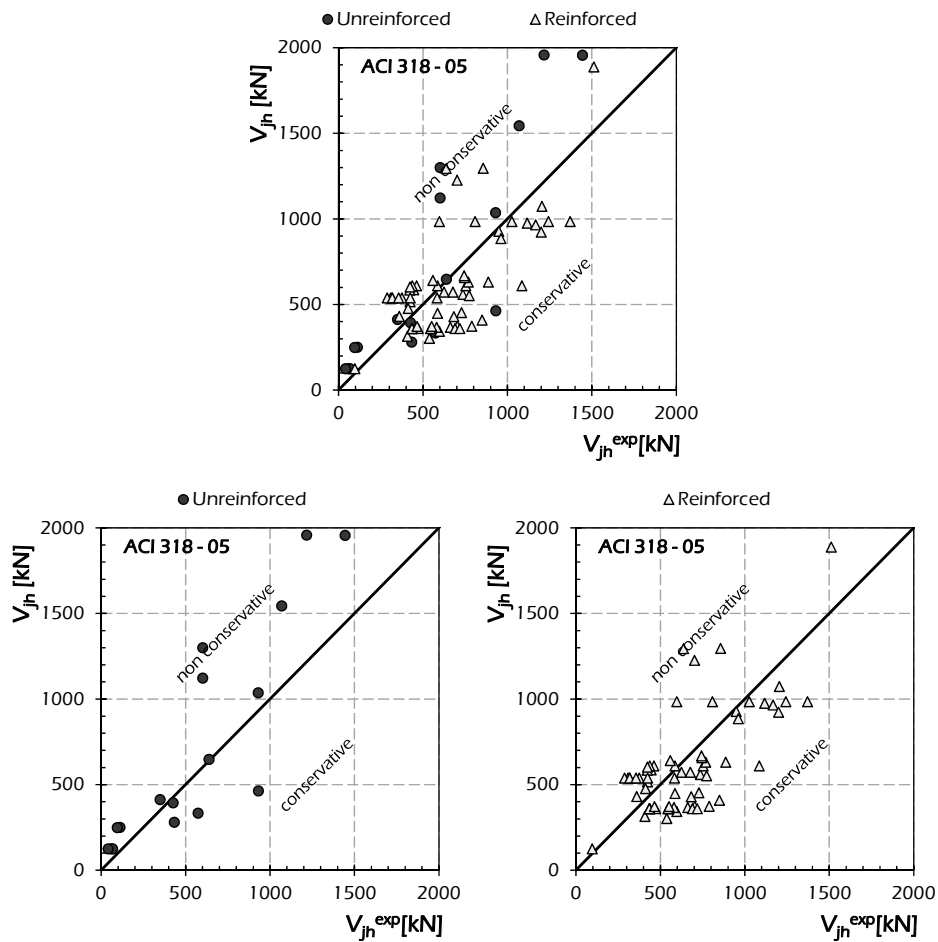 Unreinforced Reinforced
ACI 318 - 05
V_jh [kN]
2000
1500
1000
500
0
non conservative
conservative
0 500 1000 1500 2000
V_jh^exp[kN]
Unreinforced
ACI 318 - 05
V_jh [kN]
2000
1500
1000
500
0
non conservative
conservative
0 500 1000 1500 2000
V_jh^exp[kN]
Reinforced
ACI 318 - 05
V_jh [kN]
2000
1500
1000
500
0
non conservative
conservative
0 500 1000 1500 2000
V_jh^exp[kN]